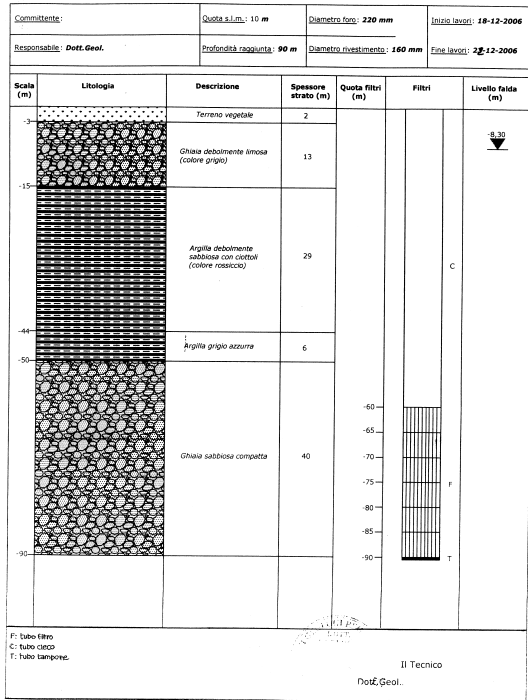 Committente:
Quota s.l.m.: 10 m
Diametro foro: 220 mm
Inizio lavori: 18-12-2006
Responsabile: Dott.Geol.
Profondità raggiunta: 90 m
Diametro rivestimento: 160 mm
Fine lavori: -12-2006
Scala (m)
Litologia
Descrizione
Spessore strato (m)
Quota filtri (m)
Filtri
Livello falda (m)
Terreno vegetale
2
-3
-8,30
Ghiaia debolmente limosa
(colore grigio)
13
-15
Argilla debolmente
sabbiosa con ciottoli
(colore rossiccio)
29
C
-44
Argilla grigio azzurra
6
-50
-60
-65
Ghiaia sabbiosa compatta
40
-70
-75
F
-80
-85
-90
-90
T
F: tubo filtro
C: tubo cieco
T: tubo tampone
Il Tecnico
Dott.Geol..